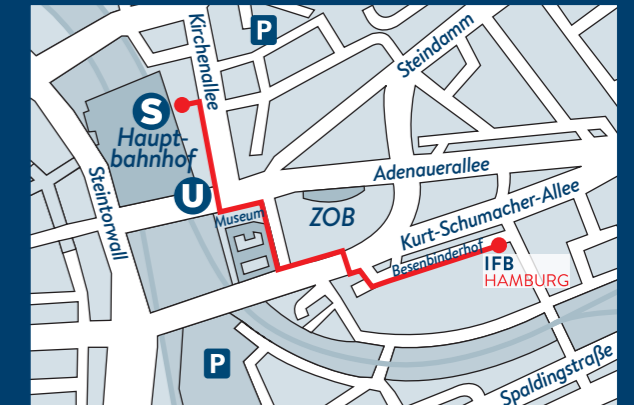 Kirchenallee
P
Steindamm
S
Haupt-
bahnhof
Adenauerallee
Steintorwall
U
Museum
ZOB
Kurt-Schumacher-Allee
Besenbinderhof
IFB
HAMBURG
P
Spaldingstraße